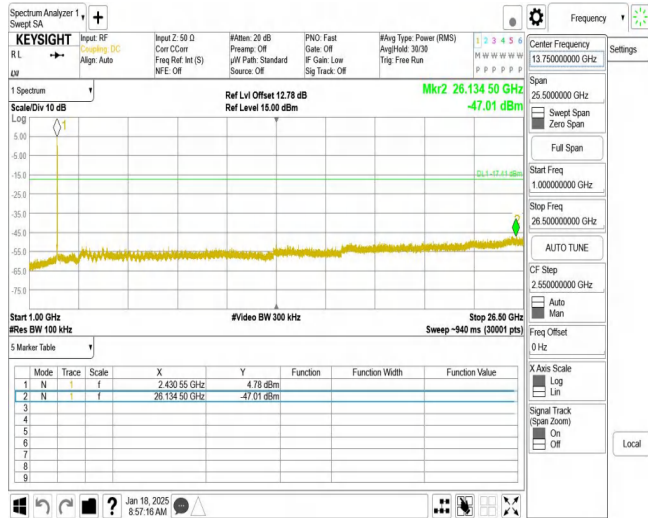 Spectrum Analyzer 1
Swept SA
+
Frequency
KEYSIGHT
RL
LXI
Input: RF
Coupling: DC
Align: Auto
Input Z: 50 Ω
Corr CCorr
Freq Ref: Int (S)
NFE: Off
#Atten: 20 dB
Preamp: Off
µW Path: Standard
Source: Off
PNO: Fast
Gate: Off
IF Gain: Low
Sig Track: Off
#Avg Type: Power (RMS)
Avg|Hold: 30/30
Trig: Free Run
1 2 3 4 5 6
M W W W W W
P P P P P P
1 Spectrum
Scale/Div 10 dB
Ref Lvl Offset 12.78 dB
Ref Level 15.00 dBm
Mkr2 26.134 50 GHz
-47.01 dBm
Log
1
5.00
-5.00
-15.0
DL1 -17.11 dBm
-25.0
-35.0
2
-45.0
-55.0
-65.0
-75.0
Start 1.00 GHz
#Video BW 300 kHz
Stop 26.50 GHz
#Res BW 100 kHz
Sweep ~940 ms (30001 pts)
5 Marker Table
Mode Trace Scale X Y Function Function Width Function Value
1 N 1 f 2.430 55 GHz 4.78 dBm
2 N 1 f 26.134 50 GHz -47.01 dBm
3
4
5
6
7
8
9
?
Jan 18, 2025
8:57:16 AM
Center Frequency
13.750000000 GHz
Settings
Span
25.5000000 GHz
Swept Span
Zero Span
Full Span
Start Freq
1.000000000 GHz
Stop Freq
26.500000000 GHz
AUTO TUNE
CF Step
2.550000000 GHz
Auto
Man
Freq Offset
0 Hz
X Axis Scale
Log
Lin
Signal Track
(Span Zoom)
On
Off
Local